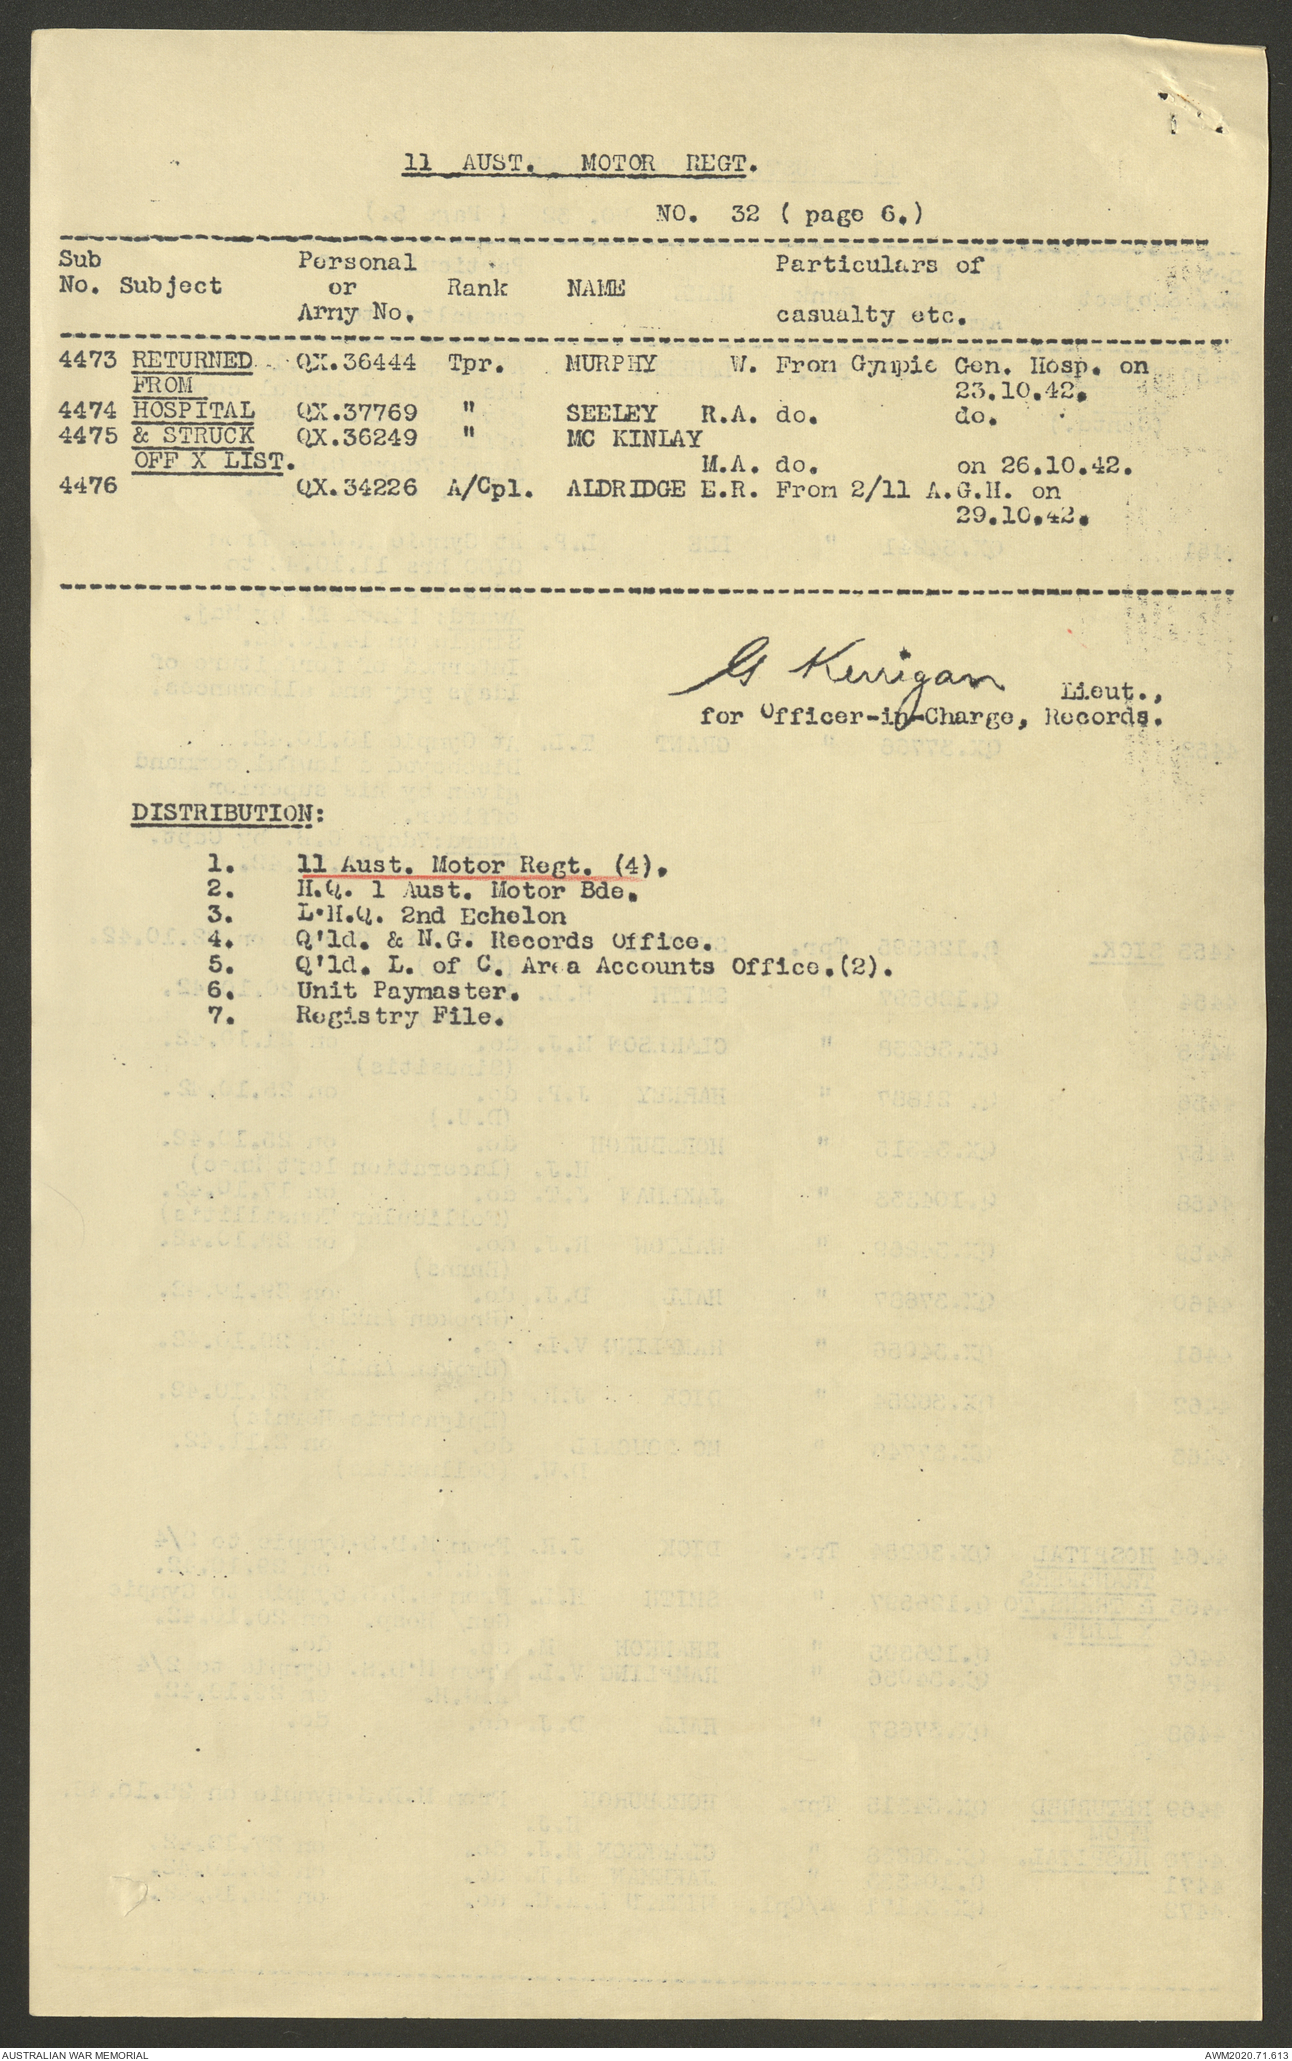 11 AUST. MOTOR REGT.
NO. 32 ( page 6.)
Sub Personal Particulars of
No. Subject or Rank NAME
Army No. casualty etc.
4473 RETURNED QX.36444 Tpr. MURPHY W. From Gympie Gen. Hosp. on
FROM 23.10.42.
4474 HOSPITAL QX.37769 " SEELEY R.A. do. do.
4475 & STRUCK QX.36249 " MC KINLAY
OFF X LIST. M.A. do. on 26.10.42.
4476 QX.34226 A/Cpl. ALDRIDGE E.R. From 2/11 A.G.H. on
29.10.42.
G Kerrigan Lieut.,
for Officer-in-Charge, Records.
DISTRIBUTION:
1. 11 Aust. Motor Regt. (4).
2. H.Q. 1 Aust. Motor Bde.
3. L.H.Q. 2nd Echelon
4. Q'ld. & N.G. Records Office.
5. Q'ld. L. of C. Area Accounts Office.(2).
6. Unit Paymaster.
7. Registry File.
AUSTRALIAN WAR MEMORIAL AWM2020.71.613